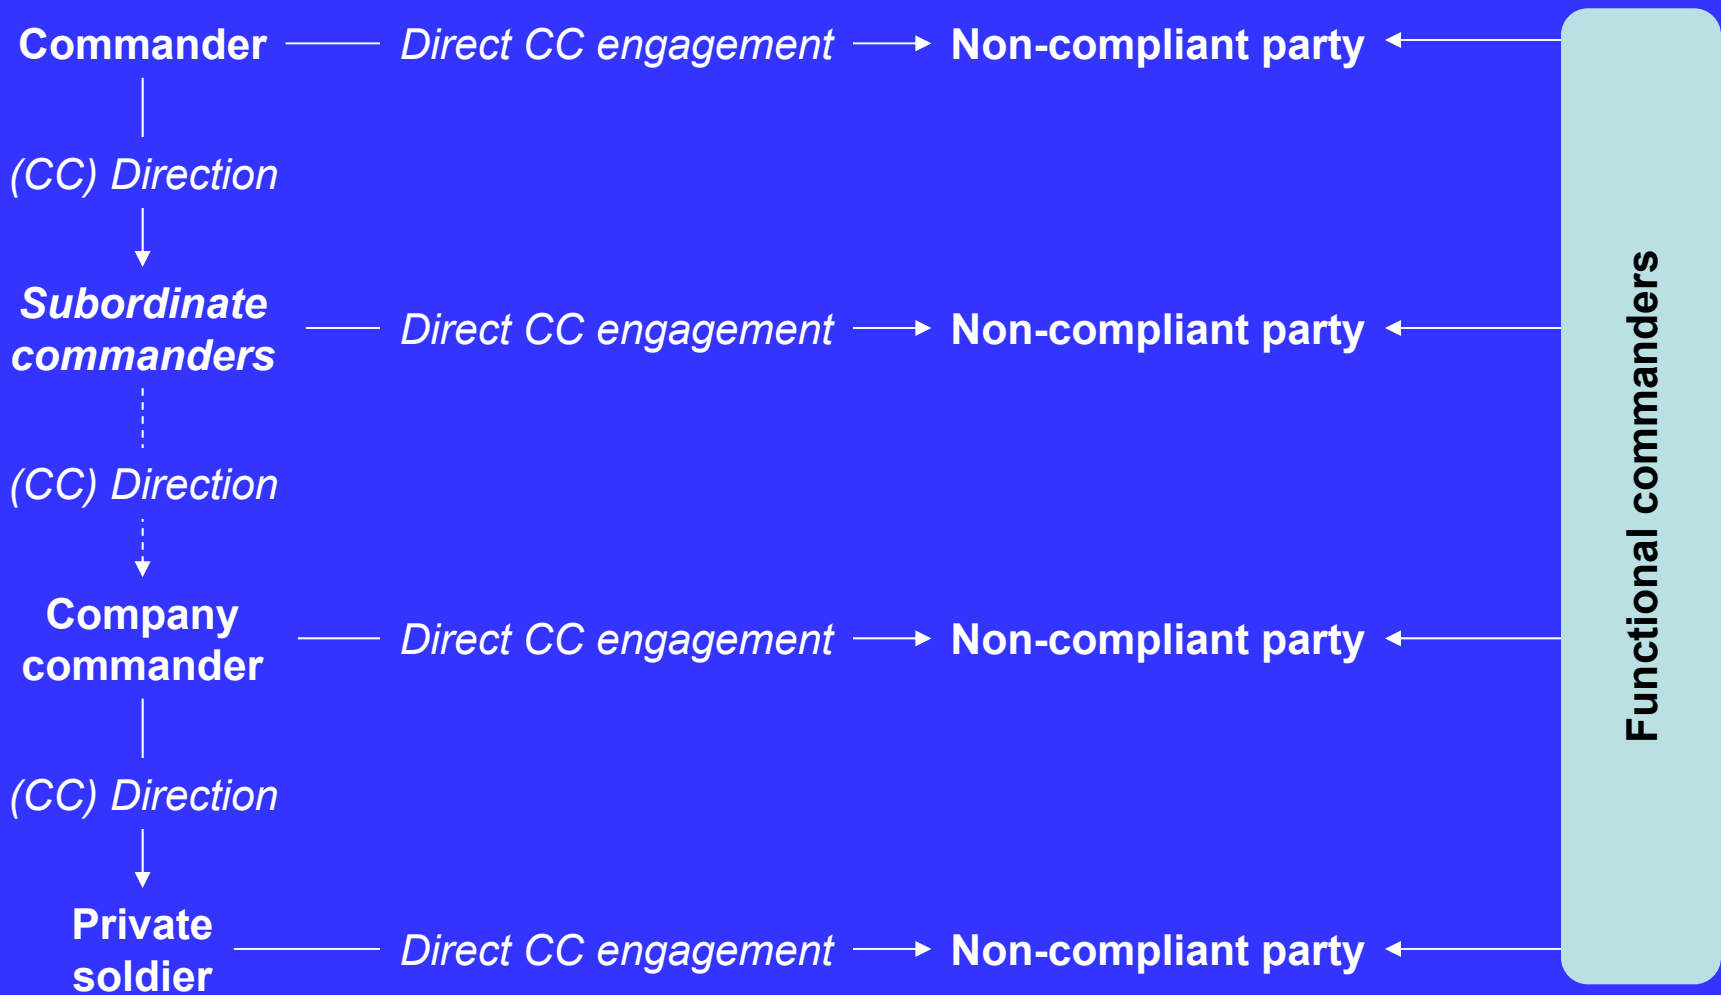 Commander
Direct CC engagement
Non-compliant party
(CC) Direction
Subordinate
commanders
Direct CC engagement
Non-compliant party
(CC) Direction
Company
commander
Direct CC engagement
Non-compliant party
(CC) Direction
Private
soldier
Direct CC engagement
Non-compliant party
Functional commanders